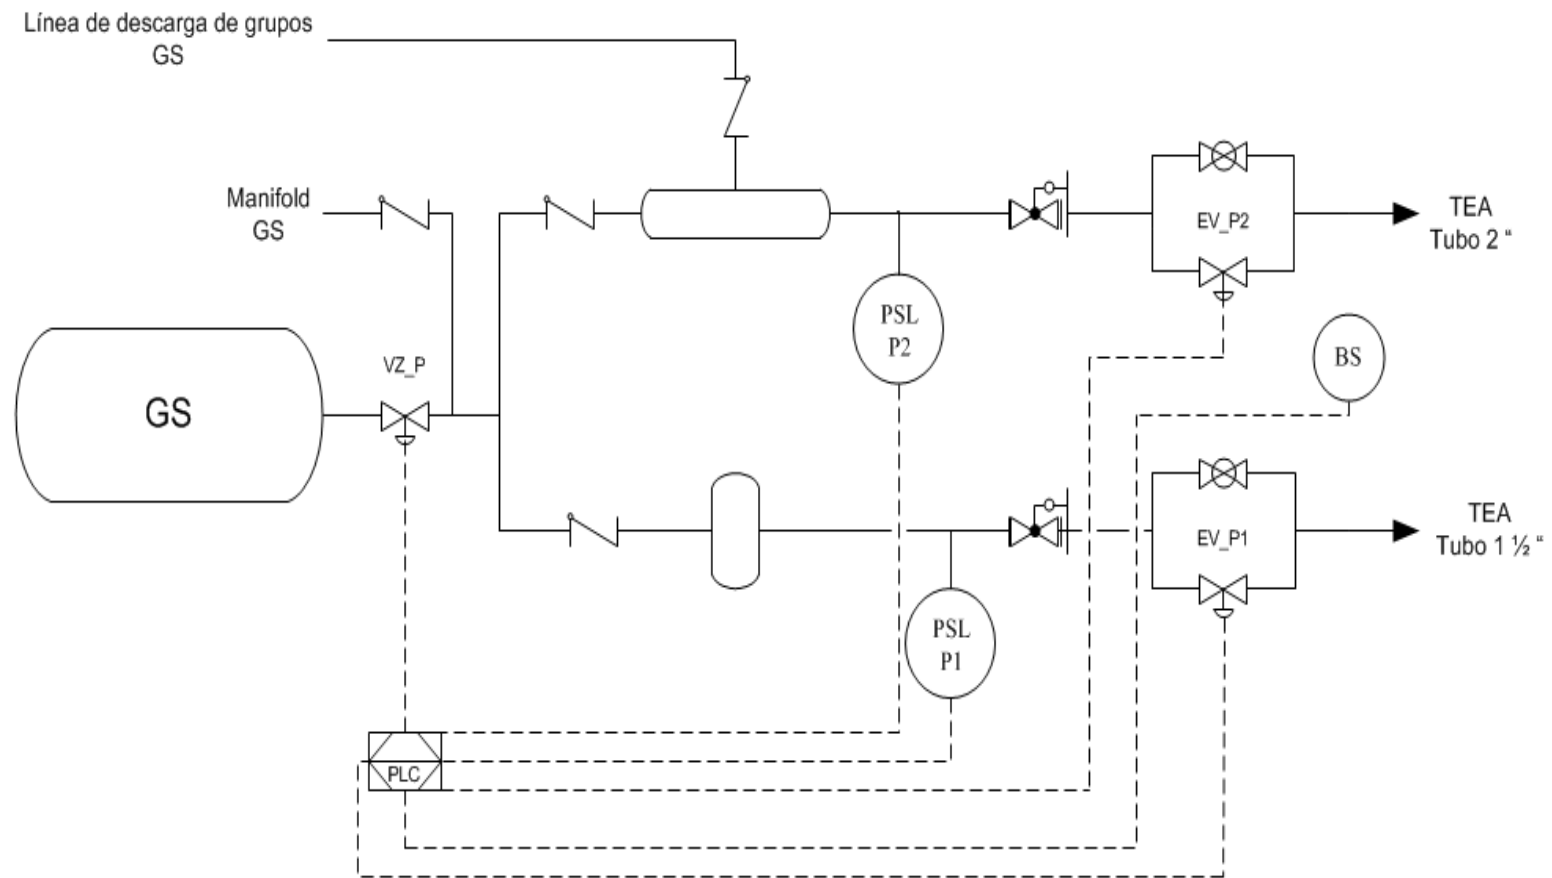 Línea de descarga de grupos
GS
Manifold
GS
TEA
Tubo 2 “
EV_P2
PSL
P2
BS
VZ_P
GS
TEA
Tubo 1 ½ “
EV_P1
PSL
P1
PLC